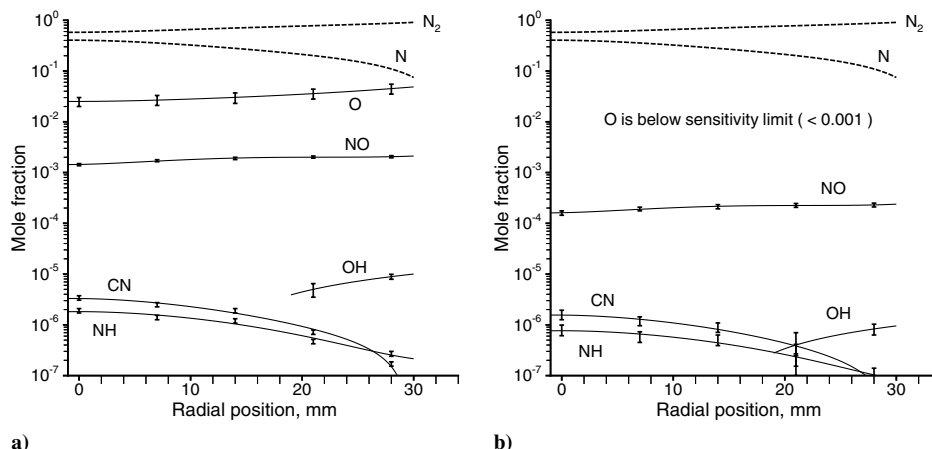 10^0
10^-1
10^-2
10^-3
10^-4
10^-5
10^-6
10^-7
Mole fraction
N2
N
O
NO
OH
CN
NH
0
10
20
30
Radial position, mm
a)
10^0
10^-1
10^-2
10^-3
10^-4
10^-5
10^-6
10^-7
Mole fraction
N2
N
O is below sensitivity limit ( < 0.001 )
NO
CN
OH
NH
0
10
20
30
Radial position, mm
b)